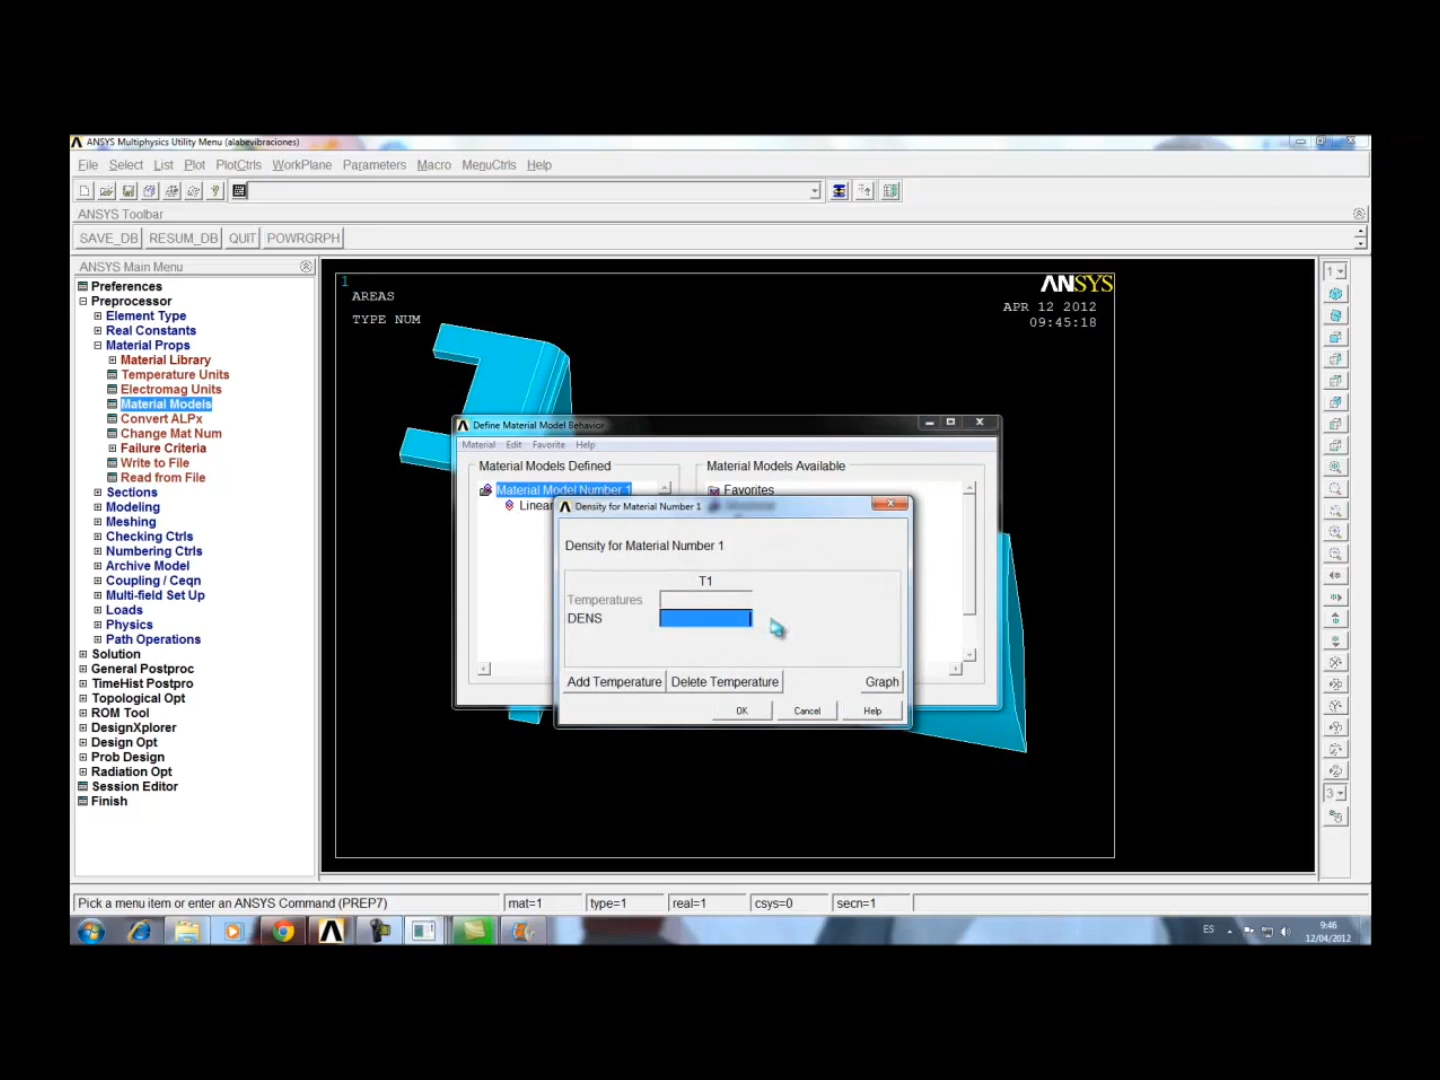 ANSYS Multiphysics Utility Menu (alabevibraciones)
File Select List Plot PlotCtrls WorkPlane Parameters Macro MenuCtrls Help
ANSYS Toolbar
SAVE_DB RESUM_DB QUIT POWRGRPH
ANSYS Main Menu
Preferences
Preprocessor
Element Type
Real Constants
Material Props
Material Library
Temperature Units
Electromag Units
Material Models
Convert ALPx
Change Mat Num
Failure Criteria
Write to File
Read from File
Sections
Modeling
Meshing
Checking Ctrls
Numbering Ctrls
Archive Model
Coupling / Ceqn
Multi-field Set Up
Loads
Physics
Path Operations
Solution
General Postproc
TimeHist Postpro
Topological Opt
ROM Tool
DesignXplorer
Design Opt
Prob Design
Radiation Opt
Session Editor
Finish
1
AREAS
TYPE NUM
ANSYS
APR 12 2012
09:45:18
Define Material Model Behavior
Material Edit Favorite Help
Material Models Defined
Material Model Number 1
Linear
Material Models Available
Favorites
Density for Material Number 1
Density for Material Number 1
T1
Temperatures
DENS
Add Temperature Delete Temperature Graph
OK Cancel Help
1
3
Pick a menu item or enter an ANSYS Command (PREP7) mat=1 type=1 real=1 csys=0 secn=1
ES
9:46
12/04/2012